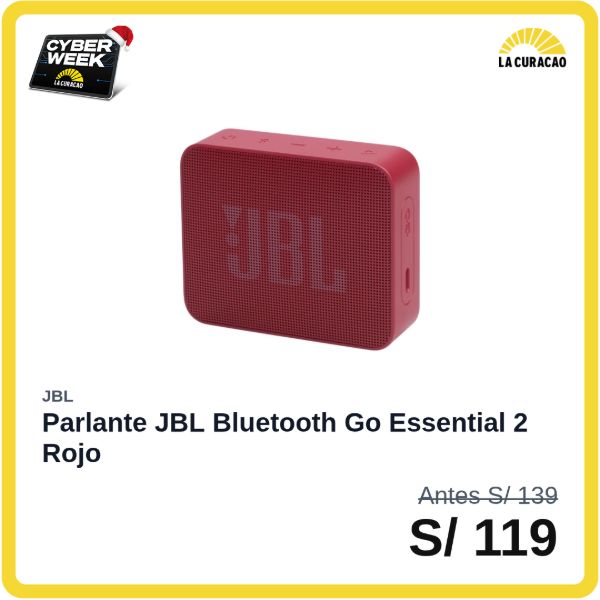 CYBER
WEEK
LA CURACAO
LA CURACAO
JBL
JBL
Parlante JBL Bluetooth Go Essential 2
Rojo
Antes S/ 139
S/ 119